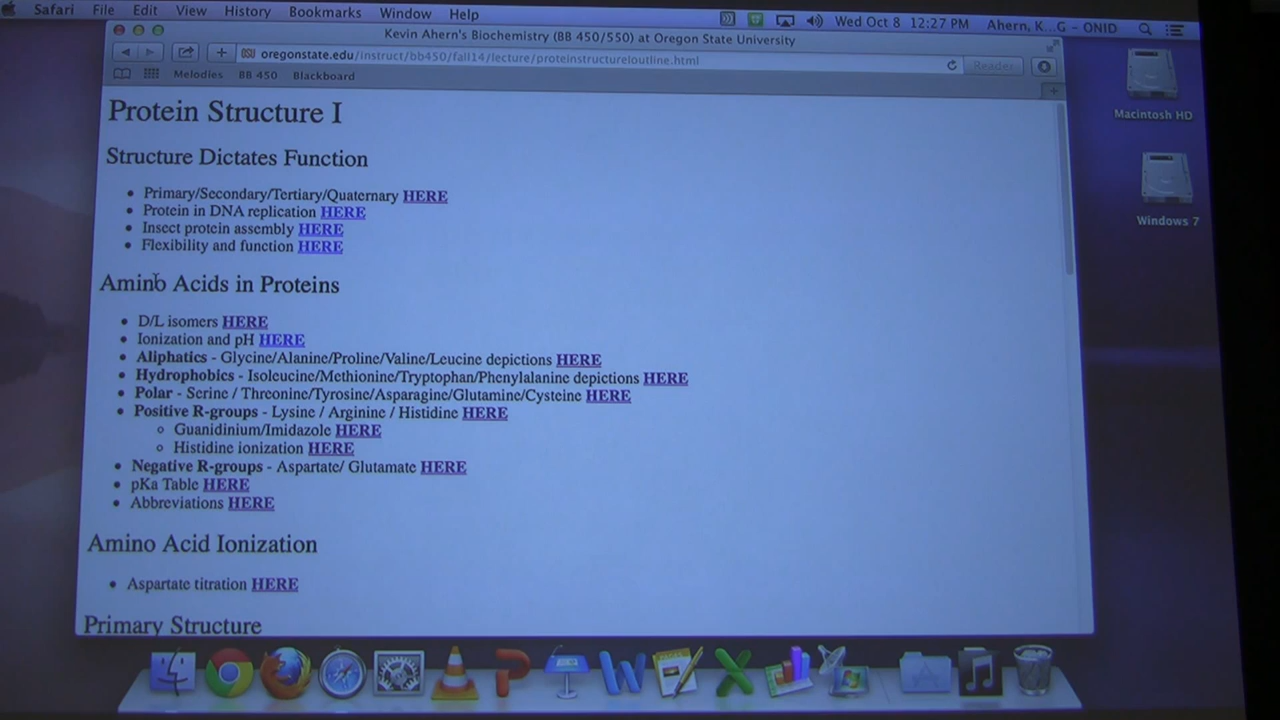 Safari File Edit View History Bookmarks Window Help Wed Oct 8 12:27 PM Ahern, K...G - ONID
Kevin Ahern's Biochemistry (BB 450/550) at Oregon State University
OSU oregonstate.edu/instruct/bb450/fall14/lecture/proteinstructureIoutline.html Reader
Melodies BB 450 Blackboard
Protein Structure I
Structure Dictates Function
• Primary/Secondary/Tertiary/Quaternary HERE
• Protein in DNA replication HERE
• Insect protein assembly HERE
• Flexibility and function HERE
Amino Acids in Proteins
• D/L isomers HERE
• Ionization and pH HERE
• Aliphatics - Glycine/Alanine/Proline/Valine/Leucine depictions HERE
• Hydrophobics - Isoleucine/Methionine/Tryptophan/Phenylalanine depictions HERE
• Polar - Serine / Threonine/Tyrosine/Asparagine/Glutamine/Cysteine HERE
• Positive R-groups - Lysine / Arginine / Histidine HERE
○ Guanidinium/Imidazole HERE
○ Histidine ionization HERE
• Negative R-groups - Aspartate/ Glutamate HERE
• pKa Table HERE
• Abbreviations HERE
Amino Acid Ionization
• Aspartate titration HERE
Primary Structure
Macintosh HD
Windows 7